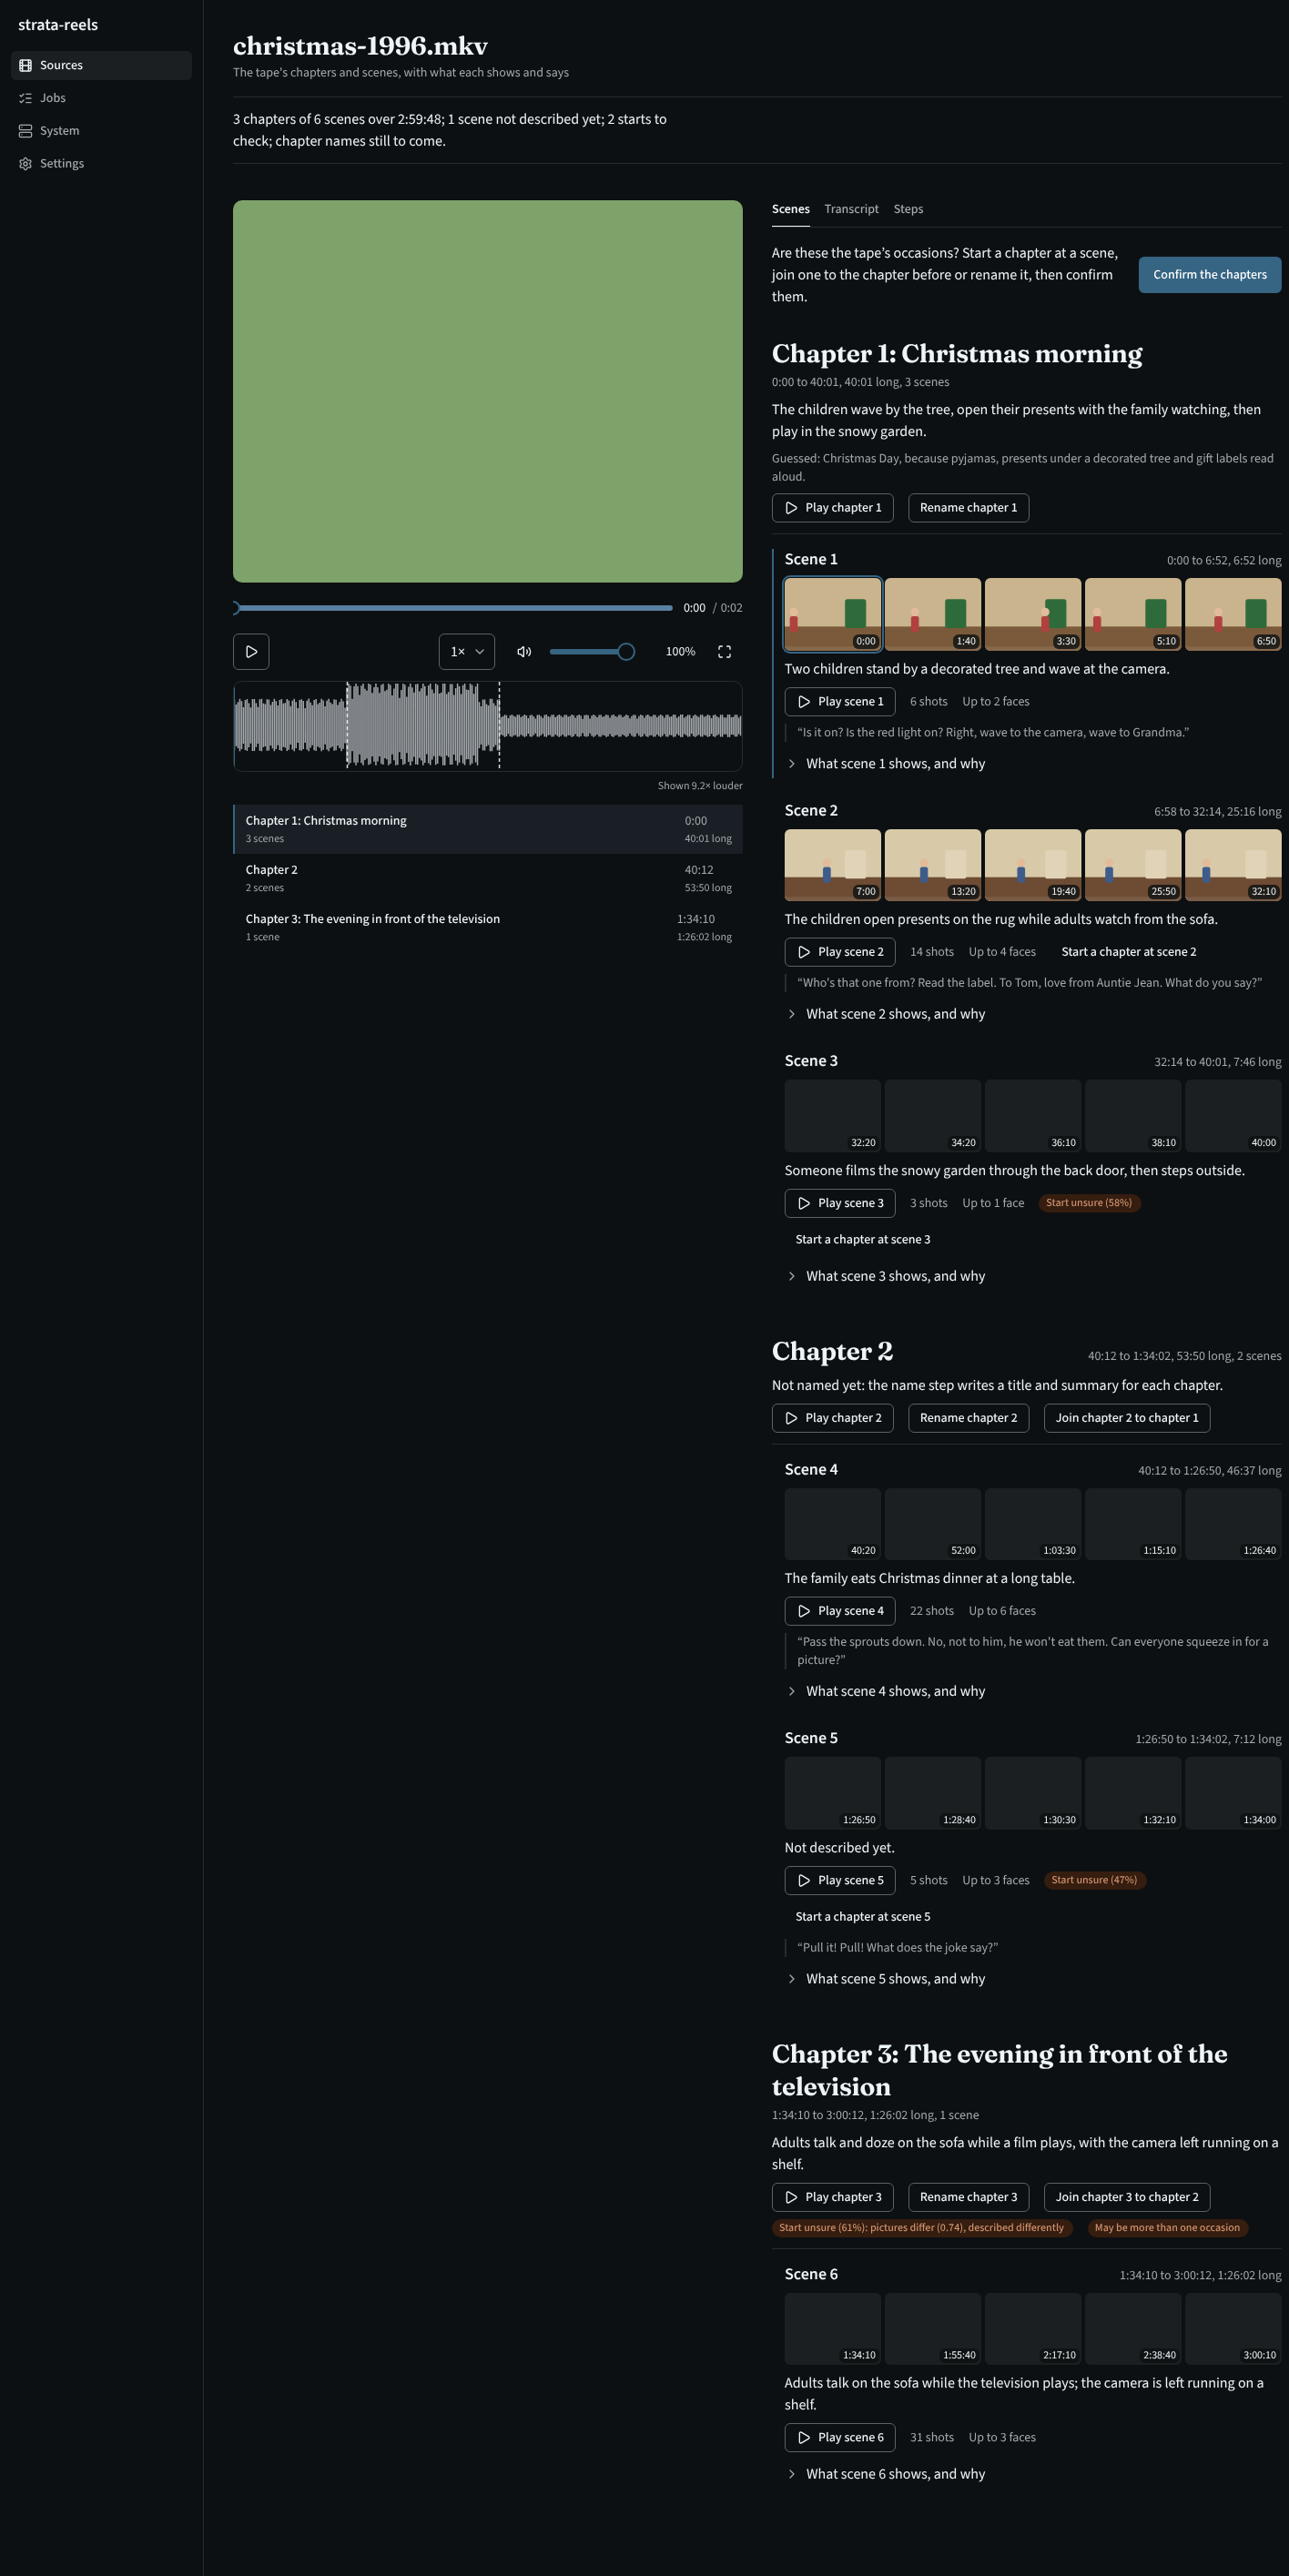 strata-reels
Sources
Jobs
System
Settings
christmas-1996.mkv
The tape's chapters and scenes, with what each shows and says
3 chapters of 6 scenes over 2:59:48; 1 scene not described yet; 2 starts to
check; chapter names still to come.
0:00 / 0:02
1×
100%
Shown 9.2× louder
Chapter 1: Christmas morning 0:00
3 scenes 40:01 long
Chapter 2 40:12
2 scenes 53:50 long
Chapter 3: The evening in front of the television 1:34:10
1 scene 1:26:02 long
Scenes Transcript Steps
Are these the tape’s occasions? Start a chapter at a scene,
join one to the chapter before or rename it, then confirm
them.
Confirm the chapters
Chapter 1: Christmas morning
0:00 to 40:01, 40:01 long, 3 scenes
The children wave by the tree, open their presents with the family watching, then
play in the snowy garden.
Guessed: Christmas Day, because pyjamas, presents under a decorated tree and gift labels read
aloud.
Play chapter 1 Rename chapter 1
Scene 1 0:00 to 6:52, 6:52 long
0:00 1:40 3:30 5:10 6:50
Two children stand by a decorated tree and wave at the camera.
Play scene 1 6 shots Up to 2 faces
“Is it on? Is the red light on? Right, wave to the camera, wave to Grandma.”
What scene 1 shows, and why
Scene 2 6:58 to 32:14, 25:16 long
7:00 13:20 19:40 25:50 32:10
The children open presents on the rug while adults watch from the sofa.
Play scene 2 14 shots Up to 4 faces Start a chapter at scene 2
“Who's that one from? Read the label. To Tom, love from Auntie Jean. What do you say?”
What scene 2 shows, and why
Scene 3 32:14 to 40:01, 7:46 long
32:20 34:20 36:10 38:10 40:00
Someone films the snowy garden through the back door, then steps outside.
Play scene 3 3 shots Up to 1 face Start unsure (58%)
Start a chapter at scene 3
What scene 3 shows, and why
Chapter 2 40:12 to 1:34:02, 53:50 long, 2 scenes
Not named yet: the name step writes a title and summary for each chapter.
Play chapter 2 Rename chapter 2 Join chapter 2 to chapter 1
Scene 4 40:12 to 1:26:50, 46:37 long
40:20 52:00 1:03:30 1:15:10 1:26:40
The family eats Christmas dinner at a long table.
Play scene 4 22 shots Up to 6 faces
“Pass the sprouts down. No, not to him, he won't eat them. Can everyone squeeze in for a
picture?”
What scene 4 shows, and why
Scene 5 1:26:50 to 1:34:02, 7:12 long
1:26:50 1:28:40 1:30:30 1:32:10 1:34:00
Not described yet.
Play scene 5 5 shots Up to 3 faces Start unsure (47%)
Start a chapter at scene 5
“Pull it! Pull! What does the joke say?”
What scene 5 shows, and why
Chapter 3: The evening in front of the
television
1:34:10 to 3:00:12, 1:26:02 long, 1 scene
Adults talk and doze on the sofa while a film plays, with the camera left running on a
shelf.
Play chapter 3 Rename chapter 3 Join chapter 3 to chapter 2
Start unsure (61%): pictures differ (0.74), described differently May be more than one occasion
Scene 6 1:34:10 to 3:00:12, 1:26:02 long
1:34:10 1:55:40 2:17:10 2:38:40 3:00:10
Adults talk on the sofa while the television plays; the camera is left running on a
shelf.
Play scene 6 31 shots Up to 3 faces
What scene 6 shows, and why